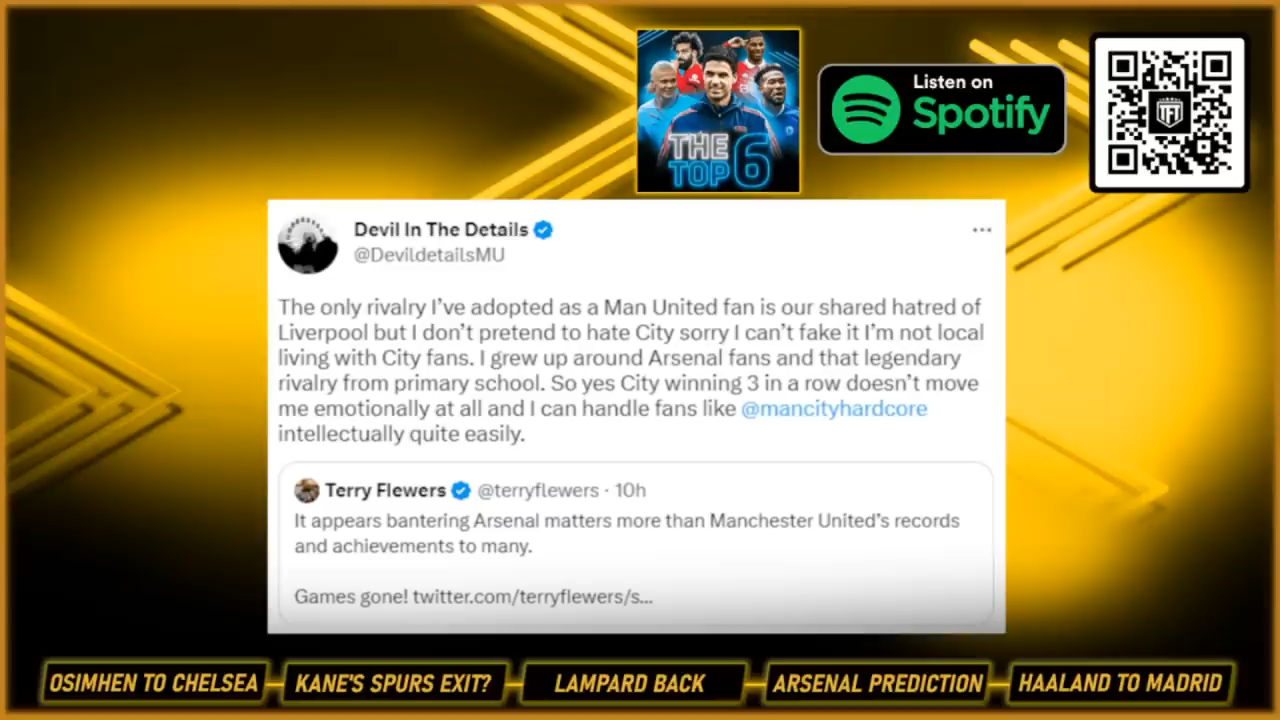 THE
TOP 6
Listen on
Spotify
TFT
Devil In The Details
@DevildetailsMU
The only rivalry I’ve adopted as a Man United fan is our shared hatred of
Liverpool but I don’t pretend to hate City sorry I can’t fake it I’m not local
living with City fans. I grew up around Arsenal fans and that legendary
rivalry from primary school. So yes City winning 3 in a row doesn’t move
me emotionally at all and I can handle fans like @mancityhardcore
intellectually quite easily.
Terry Flewers @terryflewers · 10h
It appears bantering Arsenal matters more than Manchester United’s records
and achievements to many.
Games gone! twitter.com/terryflewers/s...
OSIMHEN TO CHELSEA KANE'S SPURS EXIT? LAMPARD BACK ARSENAL PREDICTION HAALAND TO MADRID